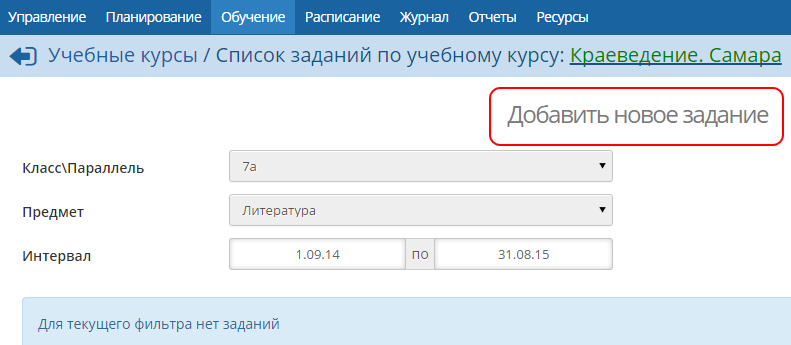 Управление Планирование Обучение Расписание Журнал Отчеты Ресурсы
Учебные курсы / Список заданий по учебному курсу: Краеведение. Самара
Добавить новое задание
Класс\Параллель 7а
Предмет Литература
Интервал 1.09.14 по 31.08.15
Для текущего фильтра нет заданий